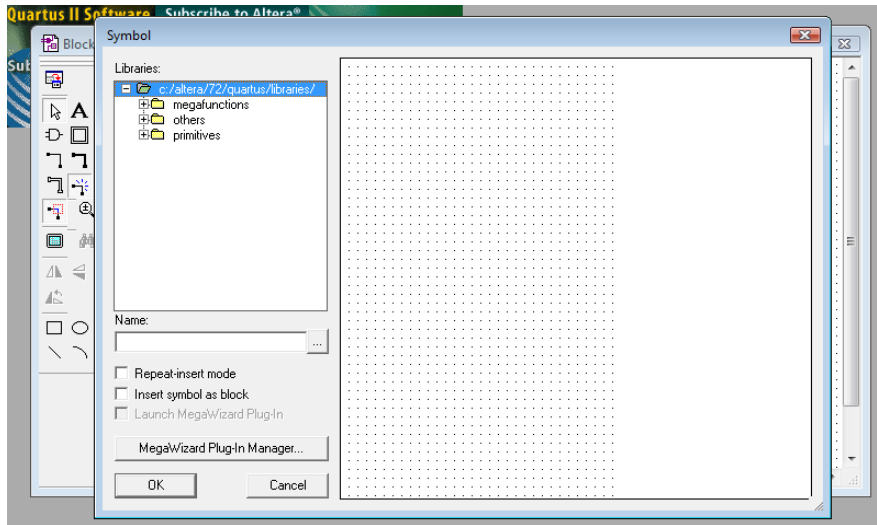 Quartus II Software Subscribe to Altera®
Block
Symbol
Sub
Libraries:
c:/altera/72/quartus/libraries/
megafunctions
others
primitives
A
Name:
...
Repeat-insert mode
Insert symbol as block
Launch MegaWizard Plug-In
MegaWizard Plug-In Manager...
OK
Cancel